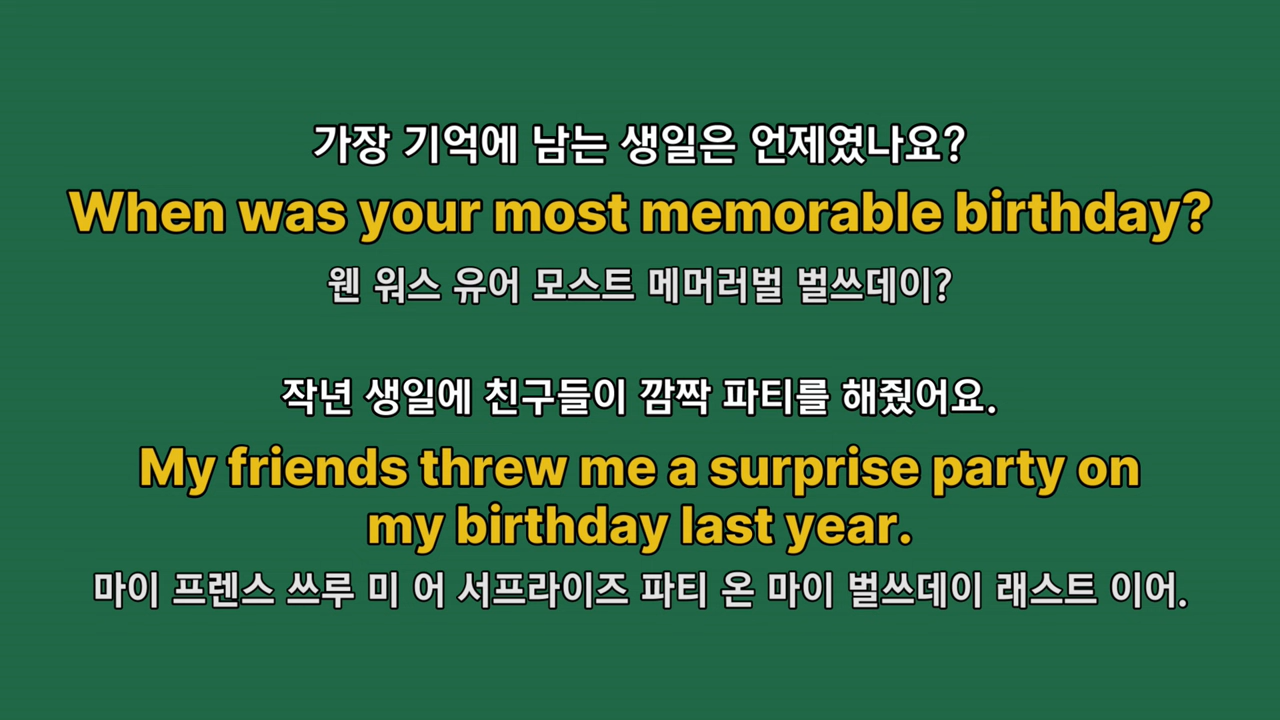 가장 기억에 남는 생일은 언제였나요?
When was your most memorable birthday?
웬 워스 유어 모스트 메머러벌 벌쓰데이?
작년 생일에 친구들이 깜짝 파티를 해줬어요.
My friends threw me a surprise party on
my birthday last year.
마이 프렌스 쓰루 미 어 서프라이즈 파티 온 마이 벌쓰데이 래스트 이어.